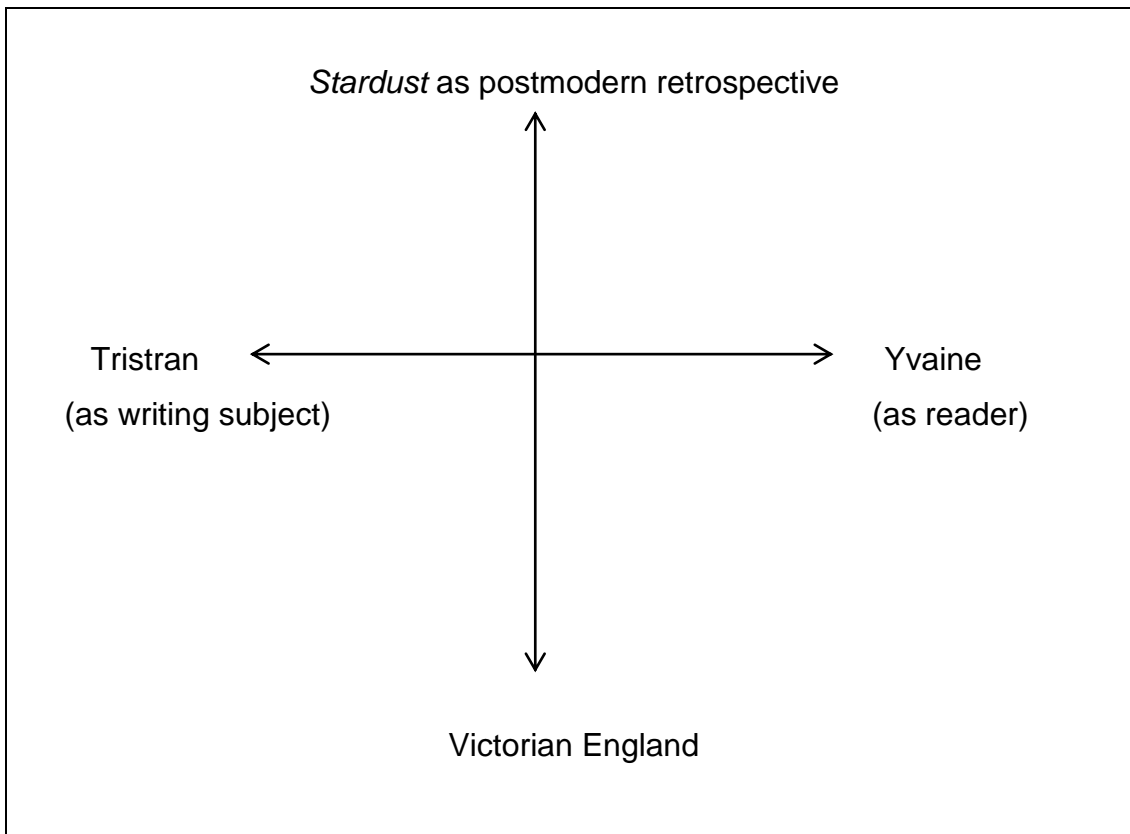 Stardust as postmodern retrospective
Tristran
(as writing subject)
Yvaine
(as reader)
Victorian England